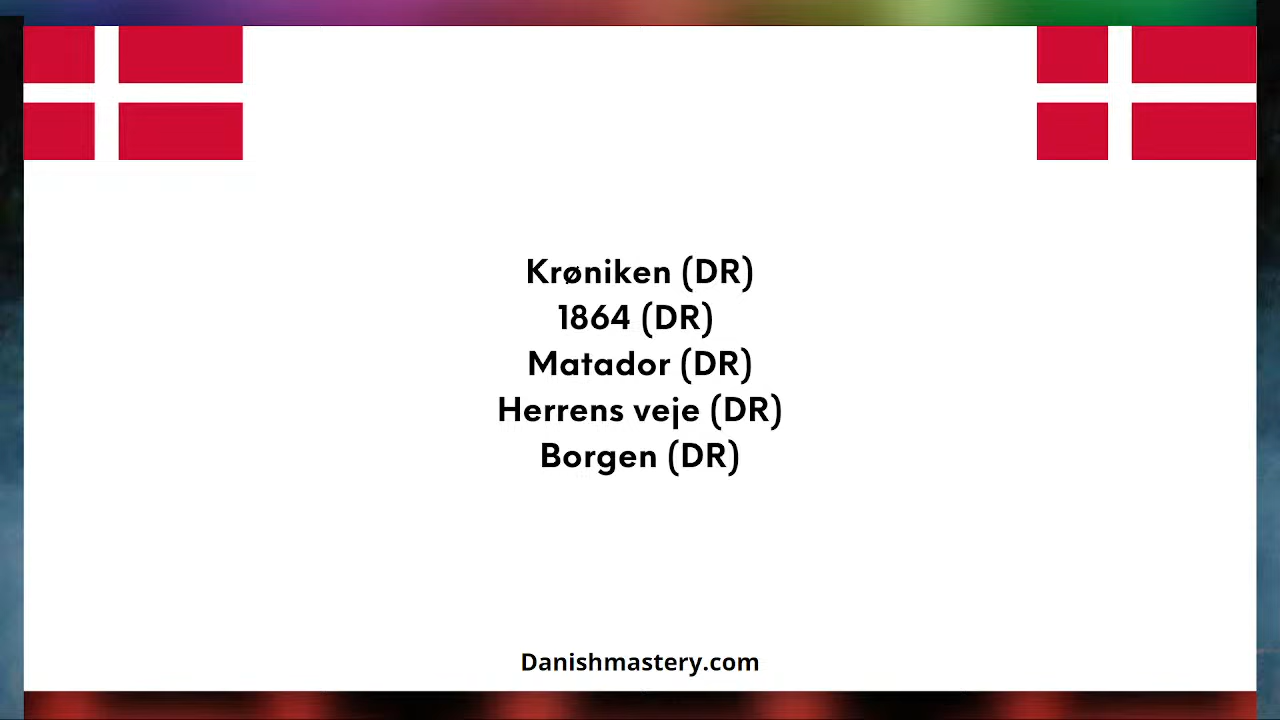 Krøniken (DR)
1864 (DR)
Matador (DR)
Herrens veje (DR)
Borgen (DR)
Danishmastery.com